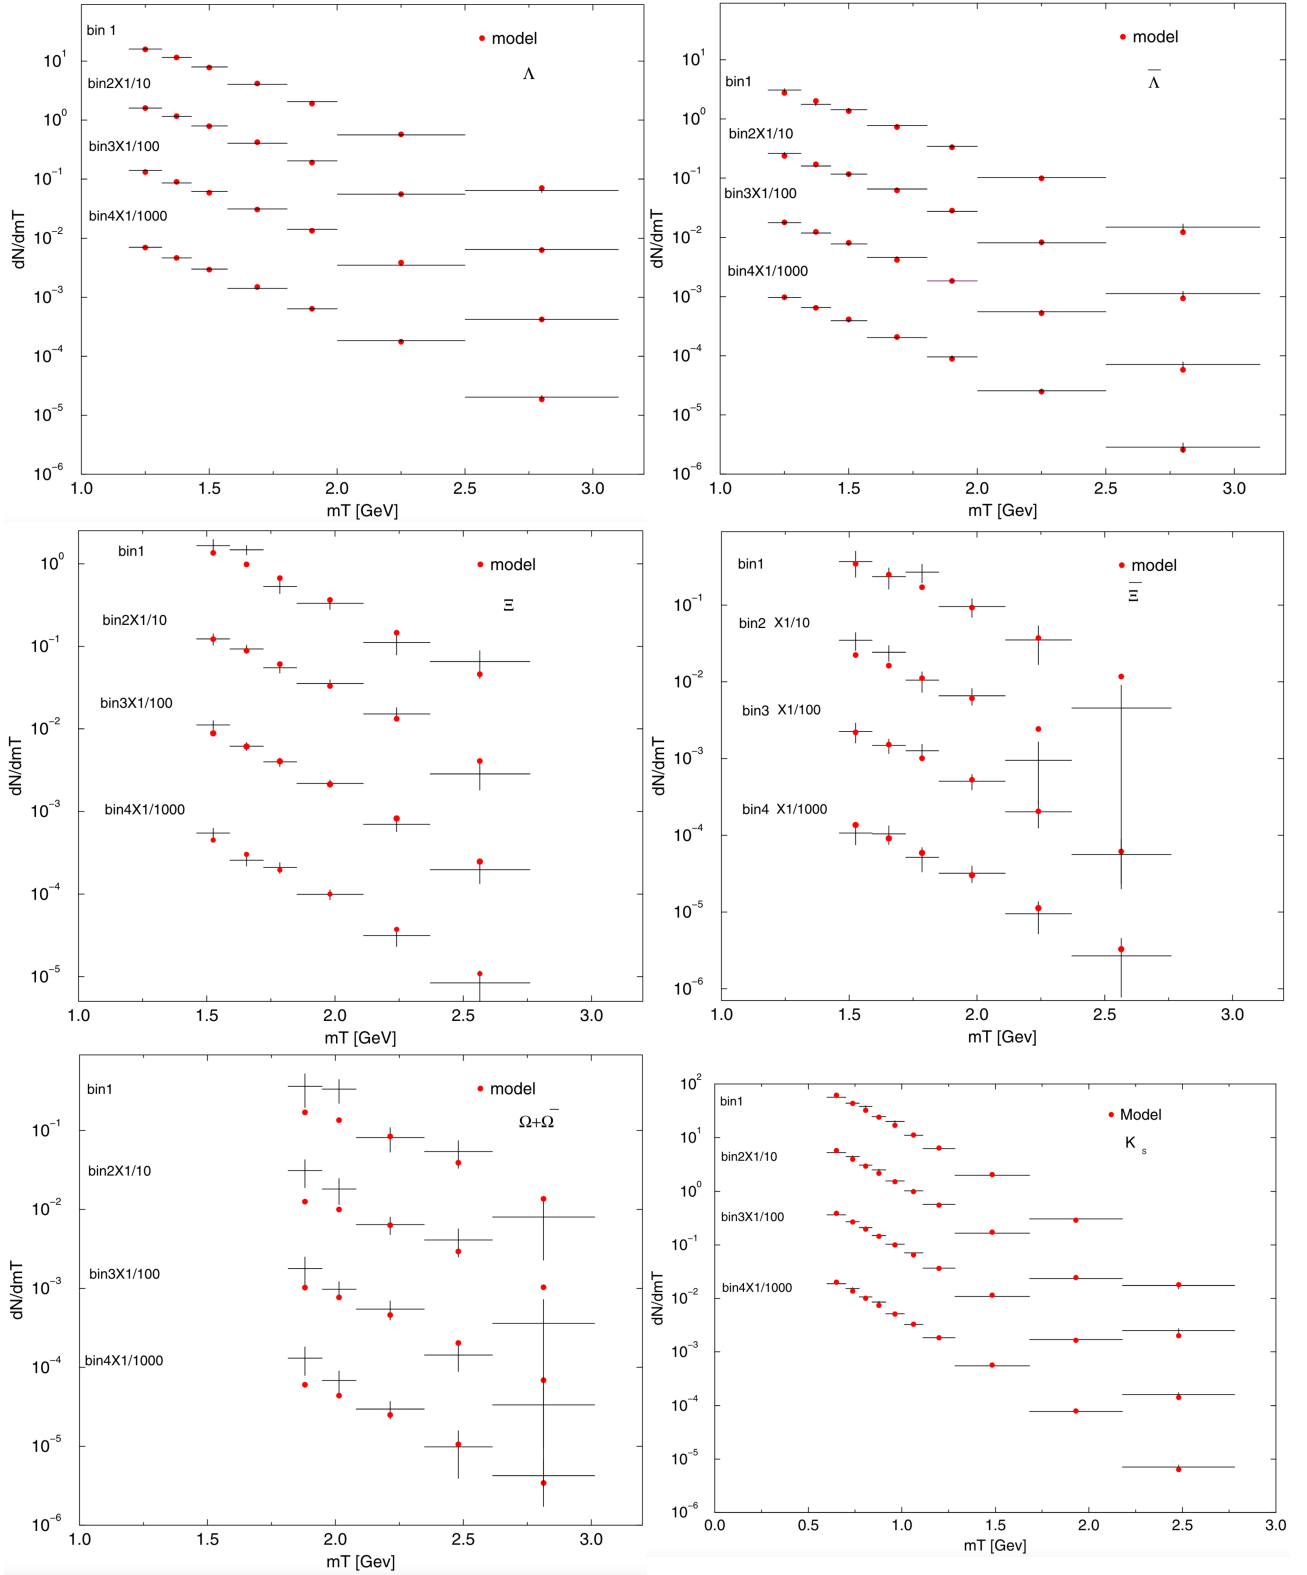 bin 1
model
Λ
10^1
bin2X1/10
10^0
bin3X1/100
10^-1
bin4X1/1000
10^-2
10^-3
10^-4
10^-5
10^-6
dN/dmT
1.0 1.5 2.0 2.5 3.0
mT [GeV]
model
Λ̅
10^1
bin1
bin2X1/10
10^0
10^-1
bin3X1/100
10^-2
bin4X1/1000
10^-3
10^-4
10^-5
10^-6
dN/dmT
1.0 1.5 2.0 2.5 3.0
mT [Gev]
bin1
model
Ξ
10^0
bin2X1/10
10^-1
bin3X1/100
10^-2
bin4X1/1000
10^-3
10^-4
10^-5
dN/dmT
1.0 1.5 2.0 2.5 3.0
mT [GeV]
bin1
model
Ξ̅
10^-1
bin2 X1/10
10^-2
bin3 X1/100
10^-3
bin4 X1/1000
10^-4
10^-5
10^-6
dN/dmT
1.0 1.5 2.0 2.5 3.0
mT [Gev]
bin1
model
Ω+Ω̅
10^-1
bin2X1/10
10^-2
bin3X1/100
10^-3
bin4X1/1000
10^-4
10^-5
10^-6
dN/dmT
1.0 1.5 2.0 2.5 3.0
mT [Gev]
10^2
bin1
Model
K s
10^1
bin2X1/10
10^0
bin3X1/100
10^-1
bin4X1/1000
10^-2
10^-3
10^-4
10^-5
10^-6
dN/dmT
0.0 0.5 1.0 1.5 2.0 2.5 3.0
mT [GeV]